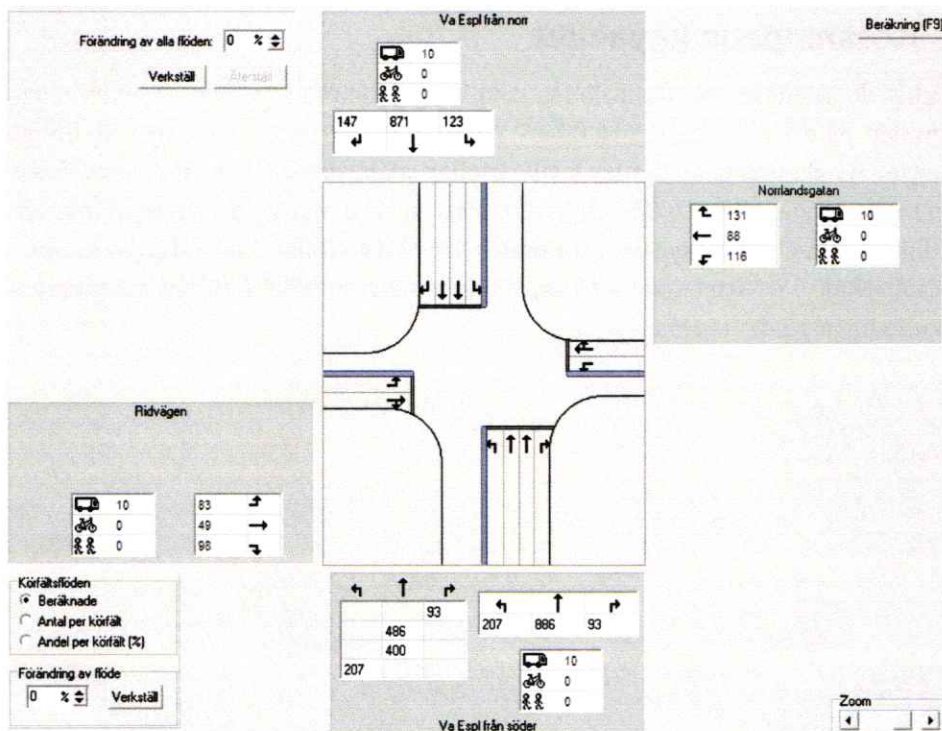 Va Espl från norr
Beräkning (F9)
Förändring av alla flöden: 0 %
Verkställ Återställ
10
0
0
147 871 123
Norrlandsgatan
131 10
88 0
116 0
Ridvägen
10 83
0 49
0 98
Körfältsflöden
Beräknade
Antal per körfält
Andel per körfält (%)
Förändring av flöde
0 % Verkställ
93
486
400
207
207 886 93
10
0
0
Va Espl från söder
Zoom